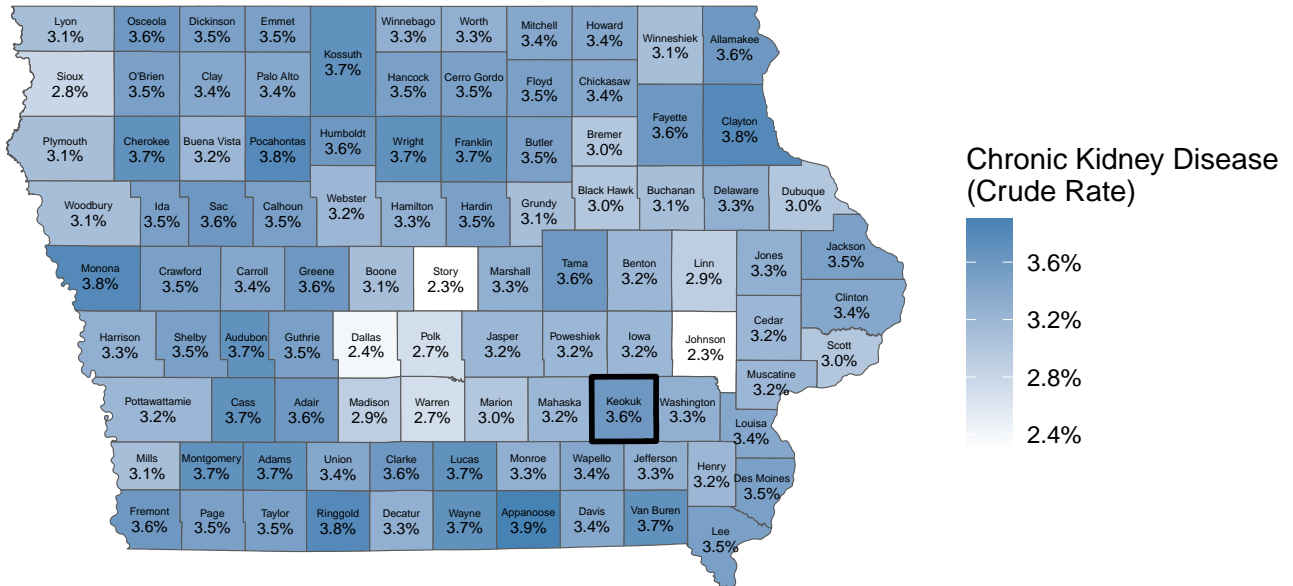 Lyon
3.1%
Osceola
3.6%
Dickinson
3.5%
Emmet
3.5%
Kossuth
3.7%
Winnebago
3.3%
Worth
3.3%
Mitchell
3.4%
Howard
3.4%
Winneshiek
3.1%
Allamakee
3.6%
Sioux
2.8%
O'Brien
3.5%
Clay
3.4%
Palo Alto
3.4%
Hancock
3.5%
Cerro Gordo
3.5%
Floyd
3.5%
Chickasaw
3.4%
Fayette
3.6%
Clayton
3.8%
Plymouth
3.1%
Cherokee
3.7%
Buena Vista
3.2%
Pocahontas
3.8%
Humboldt
3.6%
Wright
3.7%
Franklin
3.7%
Butler
3.5%
Bremer
3.0%
Woodbury
3.1%
Ida
3.5%
Sac
3.6%
Calhoun
3.5%
Webster
3.2%
Hamilton
3.3%
Hardin
3.5%
Grundy
3.1%
Black Hawk
3.0%
Buchanan
3.1%
Delaware
3.3%
Dubuque
3.0%
Monona
3.8%
Crawford
3.5%
Carroll
3.4%
Greene
3.6%
Boone
3.1%
Story
2.3%
Marshall
3.3%
Tama
3.6%
Benton
3.2%
Linn
2.9%
Jones
3.3%
Jackson
3.5%
Clinton
3.4%
Harrison
3.3%
Shelby
3.5%
Audubon
3.7%
Guthrie
3.5%
Dallas
2.4%
Polk
2.7%
Jasper
3.2%
Poweshiek
3.2%
Iowa
3.2%
Johnson
2.3%
Cedar
3.2%
Scott
3.0%
Muscatine
3.2%
Pottawattamie
3.2%
Cass
3.7%
Adair
3.6%
Madison
2.9%
Warren
2.7%
Marion
3.0%
Mahaska
3.2%
Keokuk
3.6%
Washington
3.3%
Louisa
3.4%
Mills
3.1%
Montgomery
3.7%
Adams
3.7%
Union
3.4%
Clarke
3.6%
Lucas
3.7%
Monroe
3.3%
Wapello
3.4%
Jefferson
3.3%
Henry
3.2%
Des Moines
3.5%
Fremont
3.6%
Page
3.5%
Taylor
3.5%
Ringgold
3.8%
Decatur
3.3%
Wayne
3.7%
Appanoose
3.9%
Davis
3.4%
Van Buren
3.7%
Lee
3.5%
Chronic Kidney Disease
(Crude Rate)
3.6%
3.2%
2.8%
2.4%